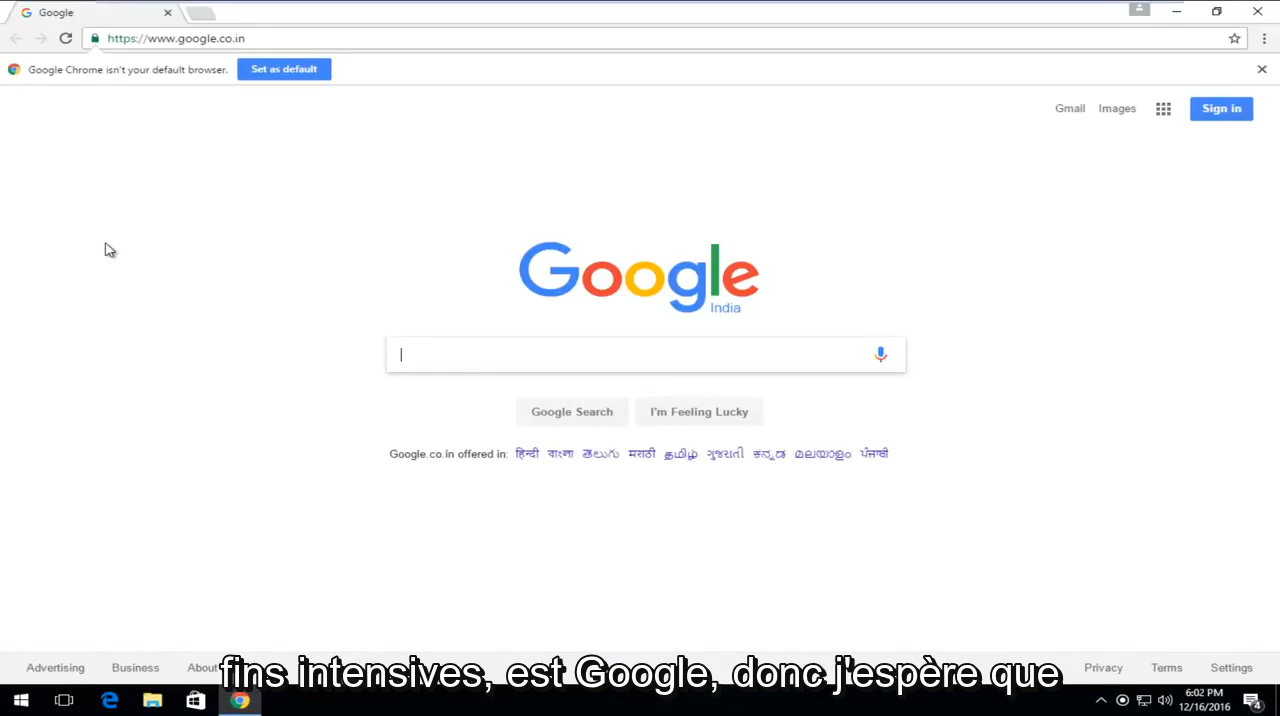 Google
https://www.google.co.in
Google Chrome isn't your default browser. Set as default
Gmail Images Sign in
Google
India
Google Search I'm Feeling Lucky
Google.co.in offered in: हिन्दी বাংলা తెలుగు मराठी தமிழ் ગુજરાતી ಕನ್ನಡ മലയാളം ਪੰਜਾਬੀ
Advertising Business About Privacy Terms Settings
fins intensives, est Google, donc j'espère que
6:02 PM
12/16/2016
4